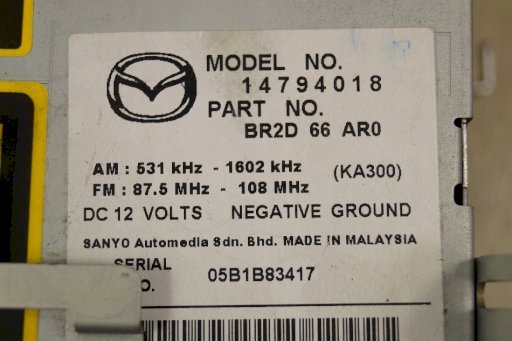 MODEL NO.
14794018
PART NO.
BR2D 66 AR0
AM : 531 kHz - 1602 kHz (KA300)
FM : 87.5 MHz - 108 MHz
DC 12 VOLTS NEGATIVE GROUND
SANYO Automedia Sdn. Bhd. MADE IN MALAYSIA
SERIAL 05B1B83417
O.